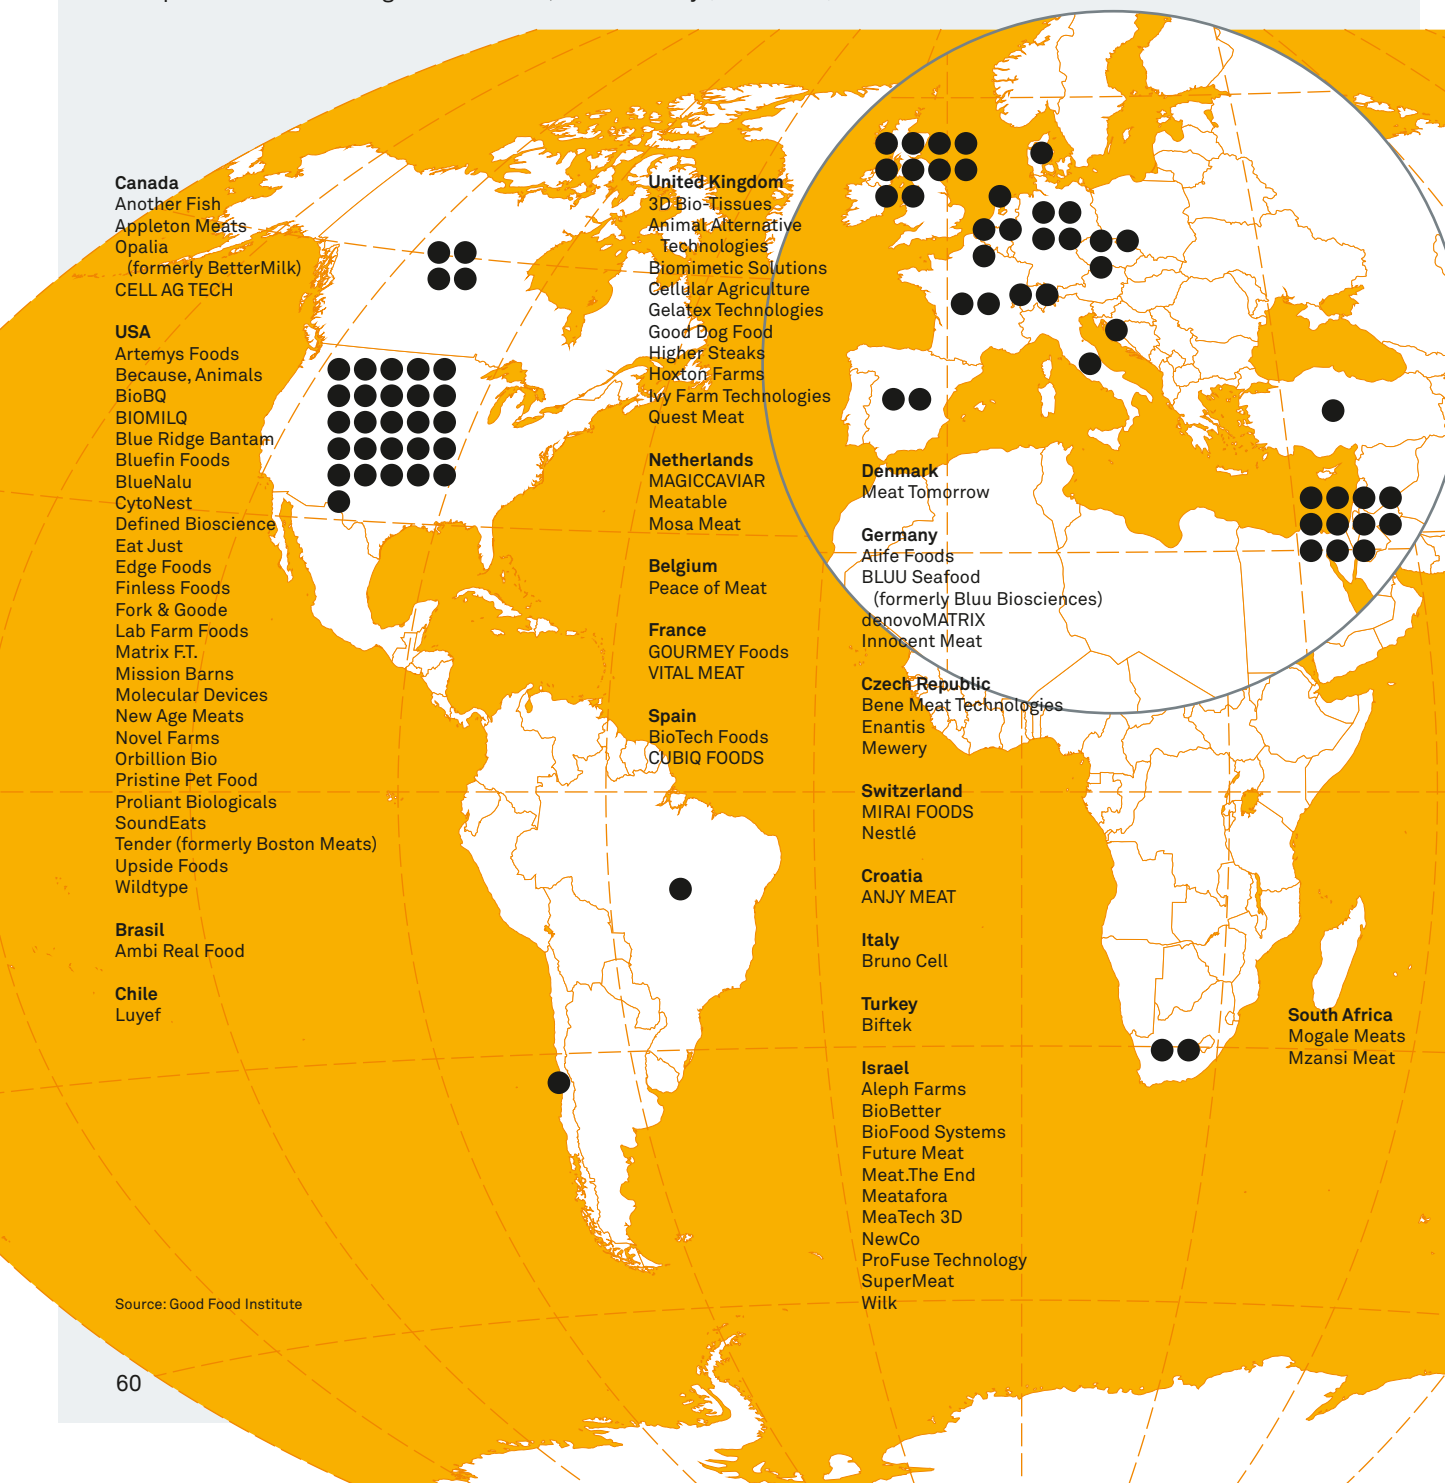 Canada
Another Fish
Appleton Meats
Opalia
(formerly BetterMilk)
CELL AG TECH
USA
Artemys Foods
Because, Animals
BioBQ
BIOMILQ
Blue Ridge Bantam
Bluefin Foods
BlueNalu
CytoNest
Defined Bioscience
Eat Just
Edge Foods
Finless Foods
Fork & Goode
Lab Farm Foods
Matrix F.T.
Mission Barns
Molecular Devices
New Age Meats
Novel Farms
Orbillion Bio
Pristine Pet Food
Proliant Biologicals
SoundEats
Tender (formerly Boston Meats)
Upside Foods
Wildtype
Brasil
Ambi Real Food
Chile
Luyef
United Kingdom
3D Bio-Tissues
Animal Alternative
Technologies
Biomimetic Solutions
Cellular Agriculture
Gelatex Technologies
Good Dog Food
Higher Steaks
Hoxton Farms
Ivy Farm Technologies
Quest Meat
Netherlands
MAGICCAVIAR
Meatable
Mosa Meat
Belgium
Peace of Meat
France
GOURMEY Foods
VITAL MEAT
Spain
BioTech Foods
CUBIQ FOODS
Denmark
Meat Tomorrow
Germany
Alife Foods
BLUU Seafood
(formerly Bluu Biosciences)
denovoMATRIX
Innocent Meat
Czech Republic
Bene Meat Technologies
Enantis
Mewery
Switzerland
MIRAI FOODS
Nestlé
Croatia
ANJY MEAT
Italy
Bruno Cell
Turkey
Biftek
Israel
Aleph Farms
BioBetter
BioFood Systems
Future Meat
Meat.The End
Meatafora
MeaTech 3D
NewCo
ProFuse Technology
SuperMeat
Wilk
South Africa
Mogale Meats
Mzansi Meat
Source: Good Food Institute
60